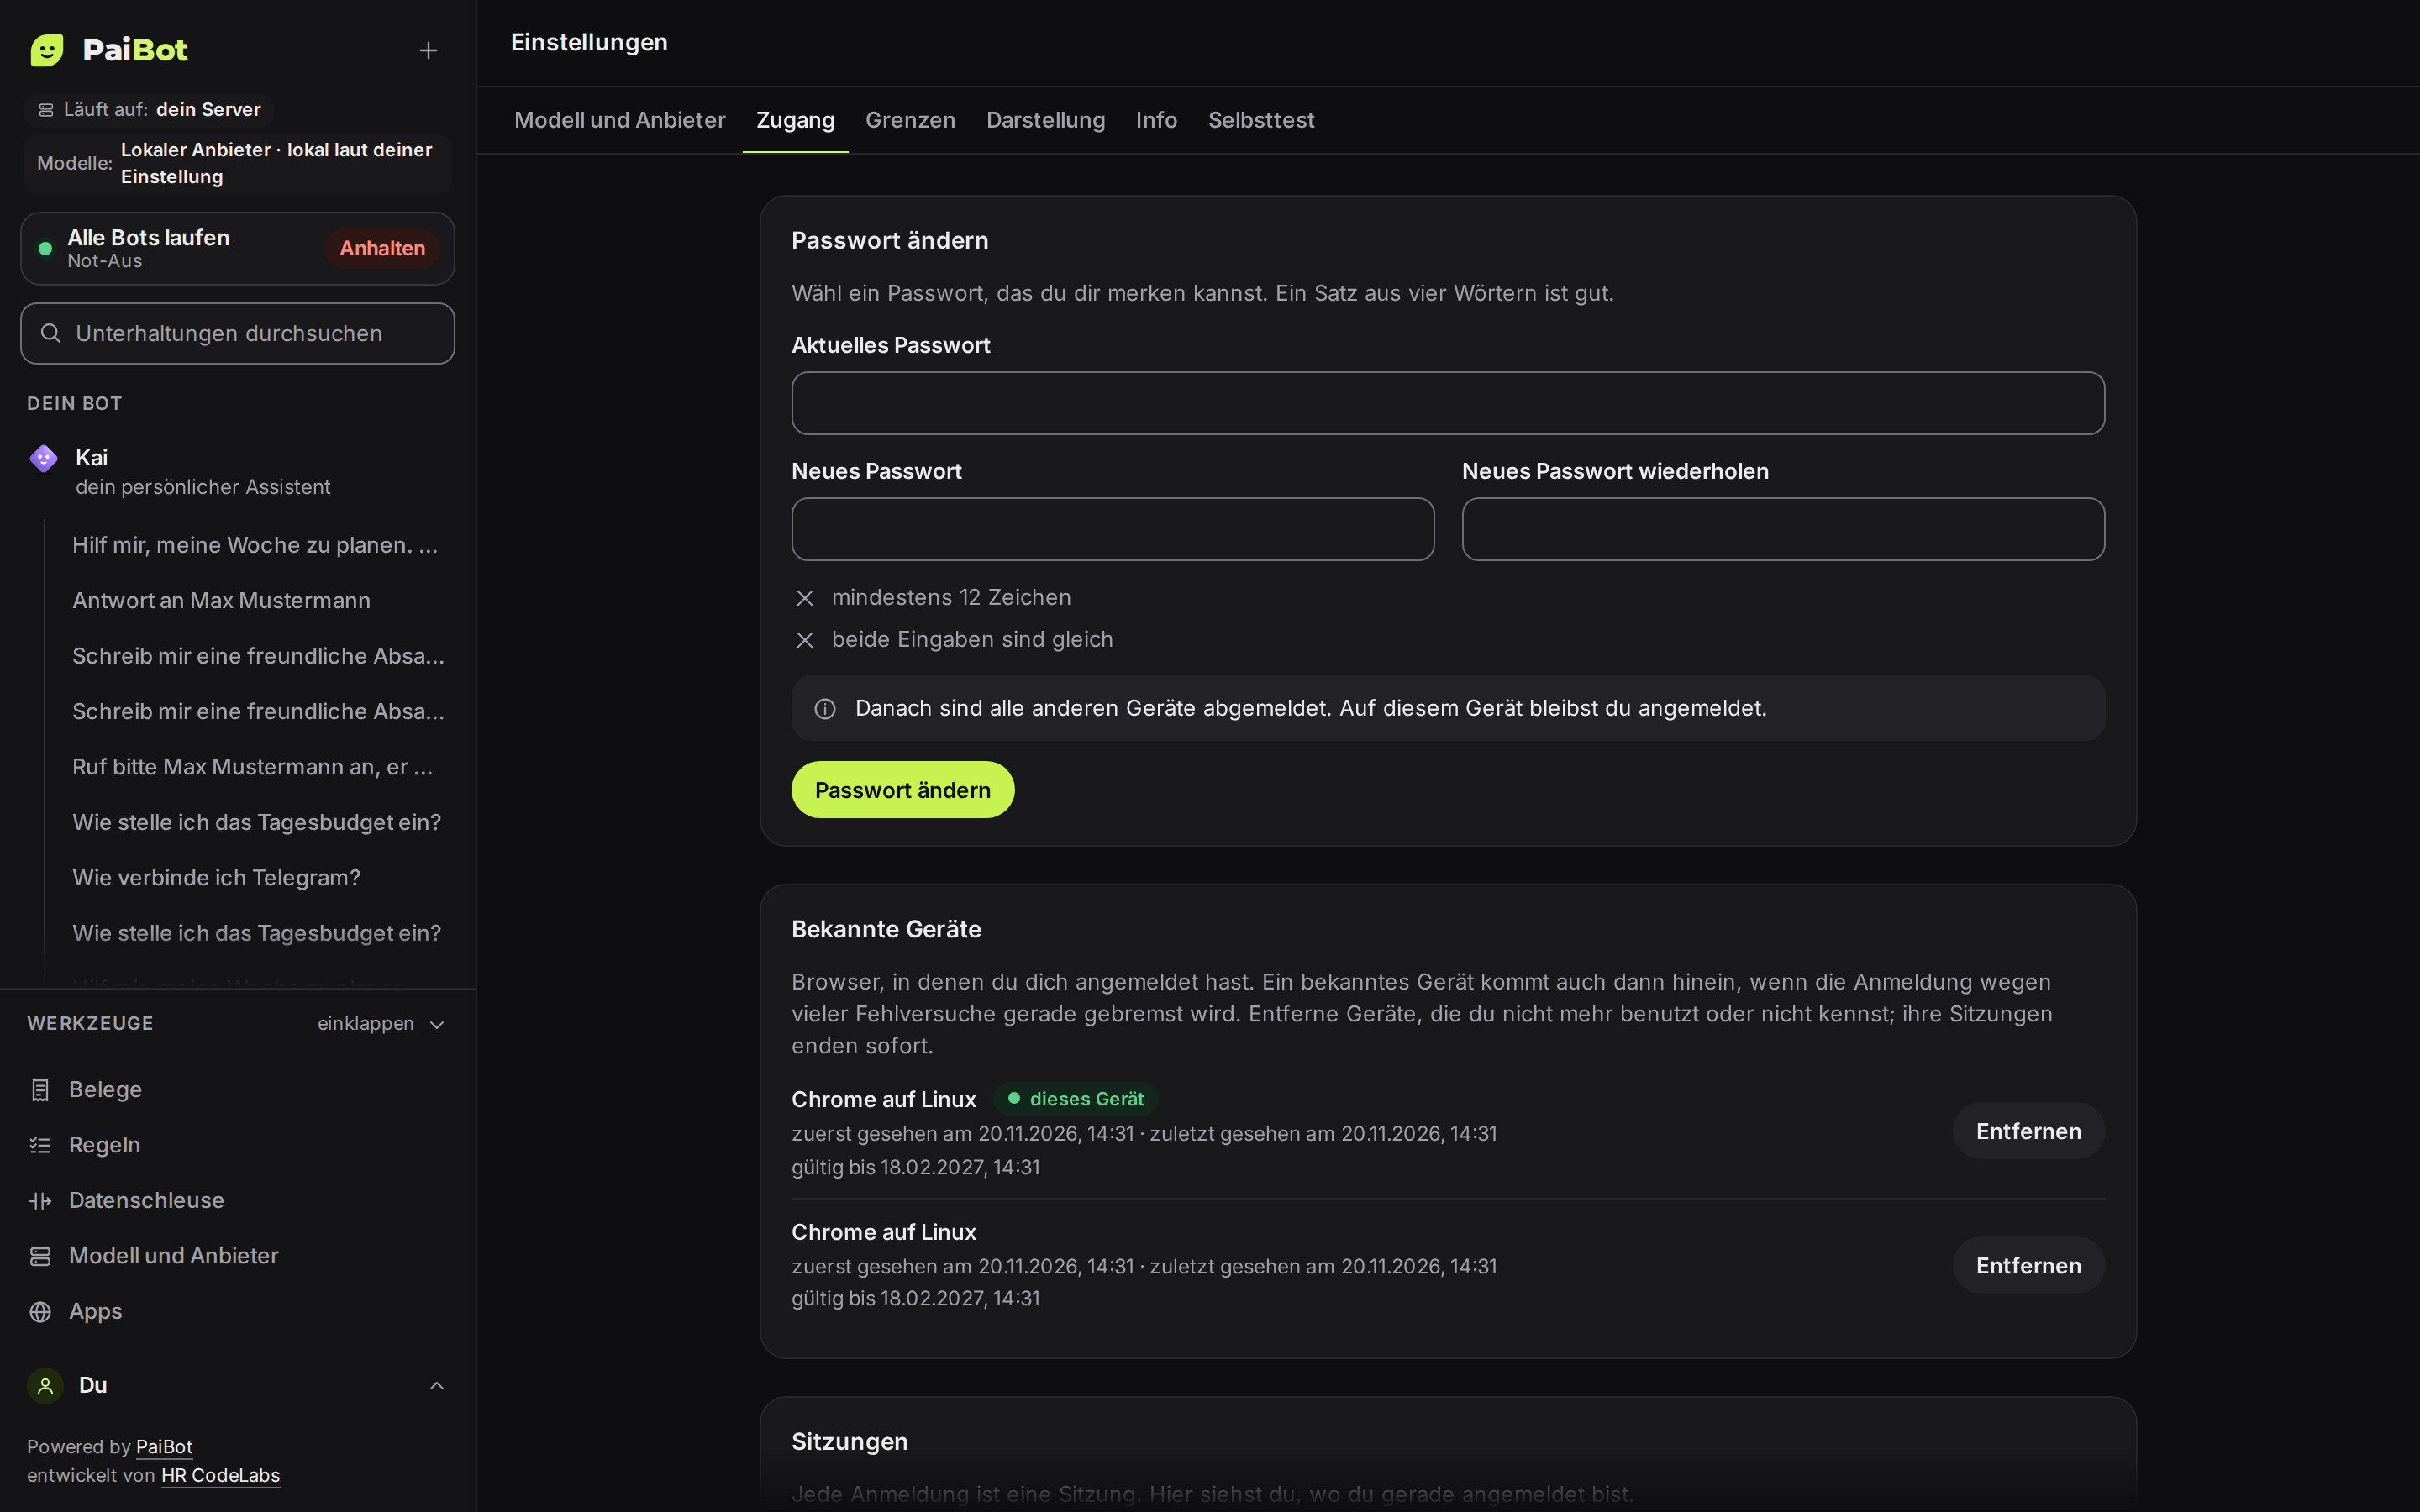 PaiBot
Läuft auf: dein Server
Modelle: Lokaler Anbieter · lokal laut deiner Einstellung
Alle Bots laufen
Not-Aus
Anhalten
Unterhaltungen durchsuchen
DEIN BOT
Kai
dein persönlicher Assistent
Hilf mir, meine Woche zu planen. ...
Antwort an Max Mustermann
Schreib mir eine freundliche Absa...
Schreib mir eine freundliche Absa...
Ruf bitte Max Mustermann an, er ...
Wie stelle ich das Tagesbudget ein?
Wie verbinde ich Telegram?
Wie stelle ich das Tagesbudget ein?
WERKZEUGE
einklappen
Belege
Regeln
Datenschleuse
Modell und Anbieter
Apps
Du
Powered by PaiBot
entwickelt von HR CodeLabs
Einstellungen
Modell und Anbieter
Zugang
Grenzen
Darstellung
Info
Selbsttest
Passwort ändern
Wähl ein Passwort, das du dir merken kannst. Ein Satz aus vier Wörtern ist gut.
Aktuelles Passwort
Neues Passwort
Neues Passwort wiederholen
mindestens 12 Zeichen
beide Eingaben sind gleich
Danach sind alle anderen Geräte abgemeldet. Auf diesem Gerät bleibst du angemeldet.
Passwort ändern
Bekannte Geräte
Browser, in denen du dich angemeldet hast. Ein bekanntes Gerät kommt auch dann hinein, wenn die Anmeldung wegen
vieler Fehlversuche gerade gebremst wird. Entferne Geräte, die du nicht mehr benutzt oder nicht kennst; ihre Sitzungen
enden sofort.
Chrome auf Linux
dieses Gerät
zuerst gesehen am 20.11.2026, 14:31 · zuletzt gesehen am 20.11.2026, 14:31
gültig bis 18.02.2027, 14:31
Entfernen
Chrome auf Linux
zuerst gesehen am 20.11.2026, 14:31 · zuletzt gesehen am 20.11.2026, 14:31
gültig bis 18.02.2027, 14:31
Entfernen
Sitzungen
Jede Anmeldung ist eine Sitzung. Hier siehst du, wo du gerade angemeldet bist.